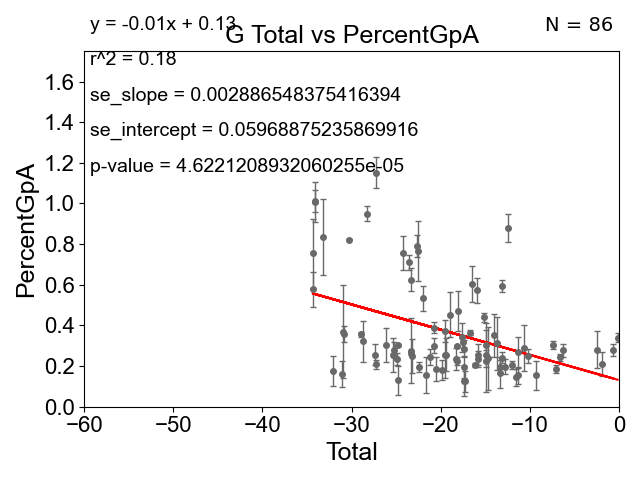 y = -0.01x + 0.13
N = 86
G Total vs PercentGpA
r^2 = 0.18
se_slope = 0.002886548375416394
se_intercept = 0.05968875235869916
p-value = 4.6221208932060255e-05
1.6
1.4
1.2
1.0
0.8
0.6
0.4
0.2
0.0
PercentGpA
−60 −50 −40 −30 −20 −10 0
Total